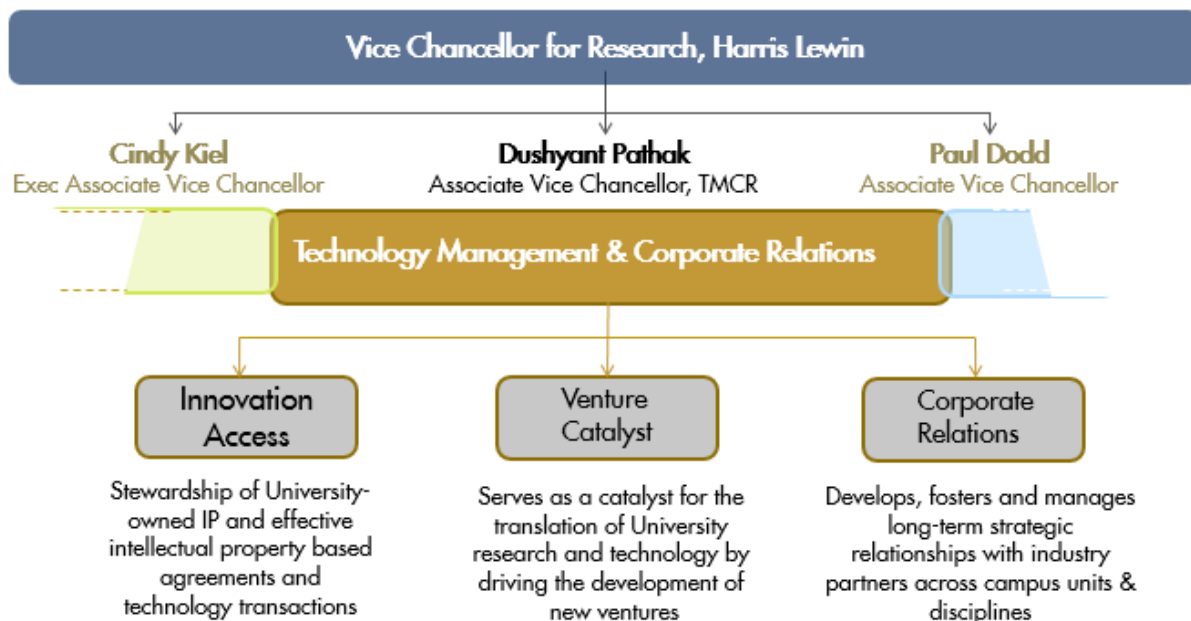 Vice Chancellor for Research, Harris Lewin
Cindy Kiel
Exec Associate Vice Chancellor
Dushyant Pathak
Associate Vice Chancellor, TMCR
Paul Dodd
Associate Vice Chancellor
Technology Management & Corporate Relations
Innovation
Access
Stewardship of University-
owned IP and effective
intellectual property based
agreements and
technology transactions
Venture
Catalyst
Serves as a catalyst for the
translation of University
research and technology by
driving the development of
new ventures
Corporate
Relations
Develops, fosters and manages
long-term strategic
relationships with industry
partners across campus units &
disciplines